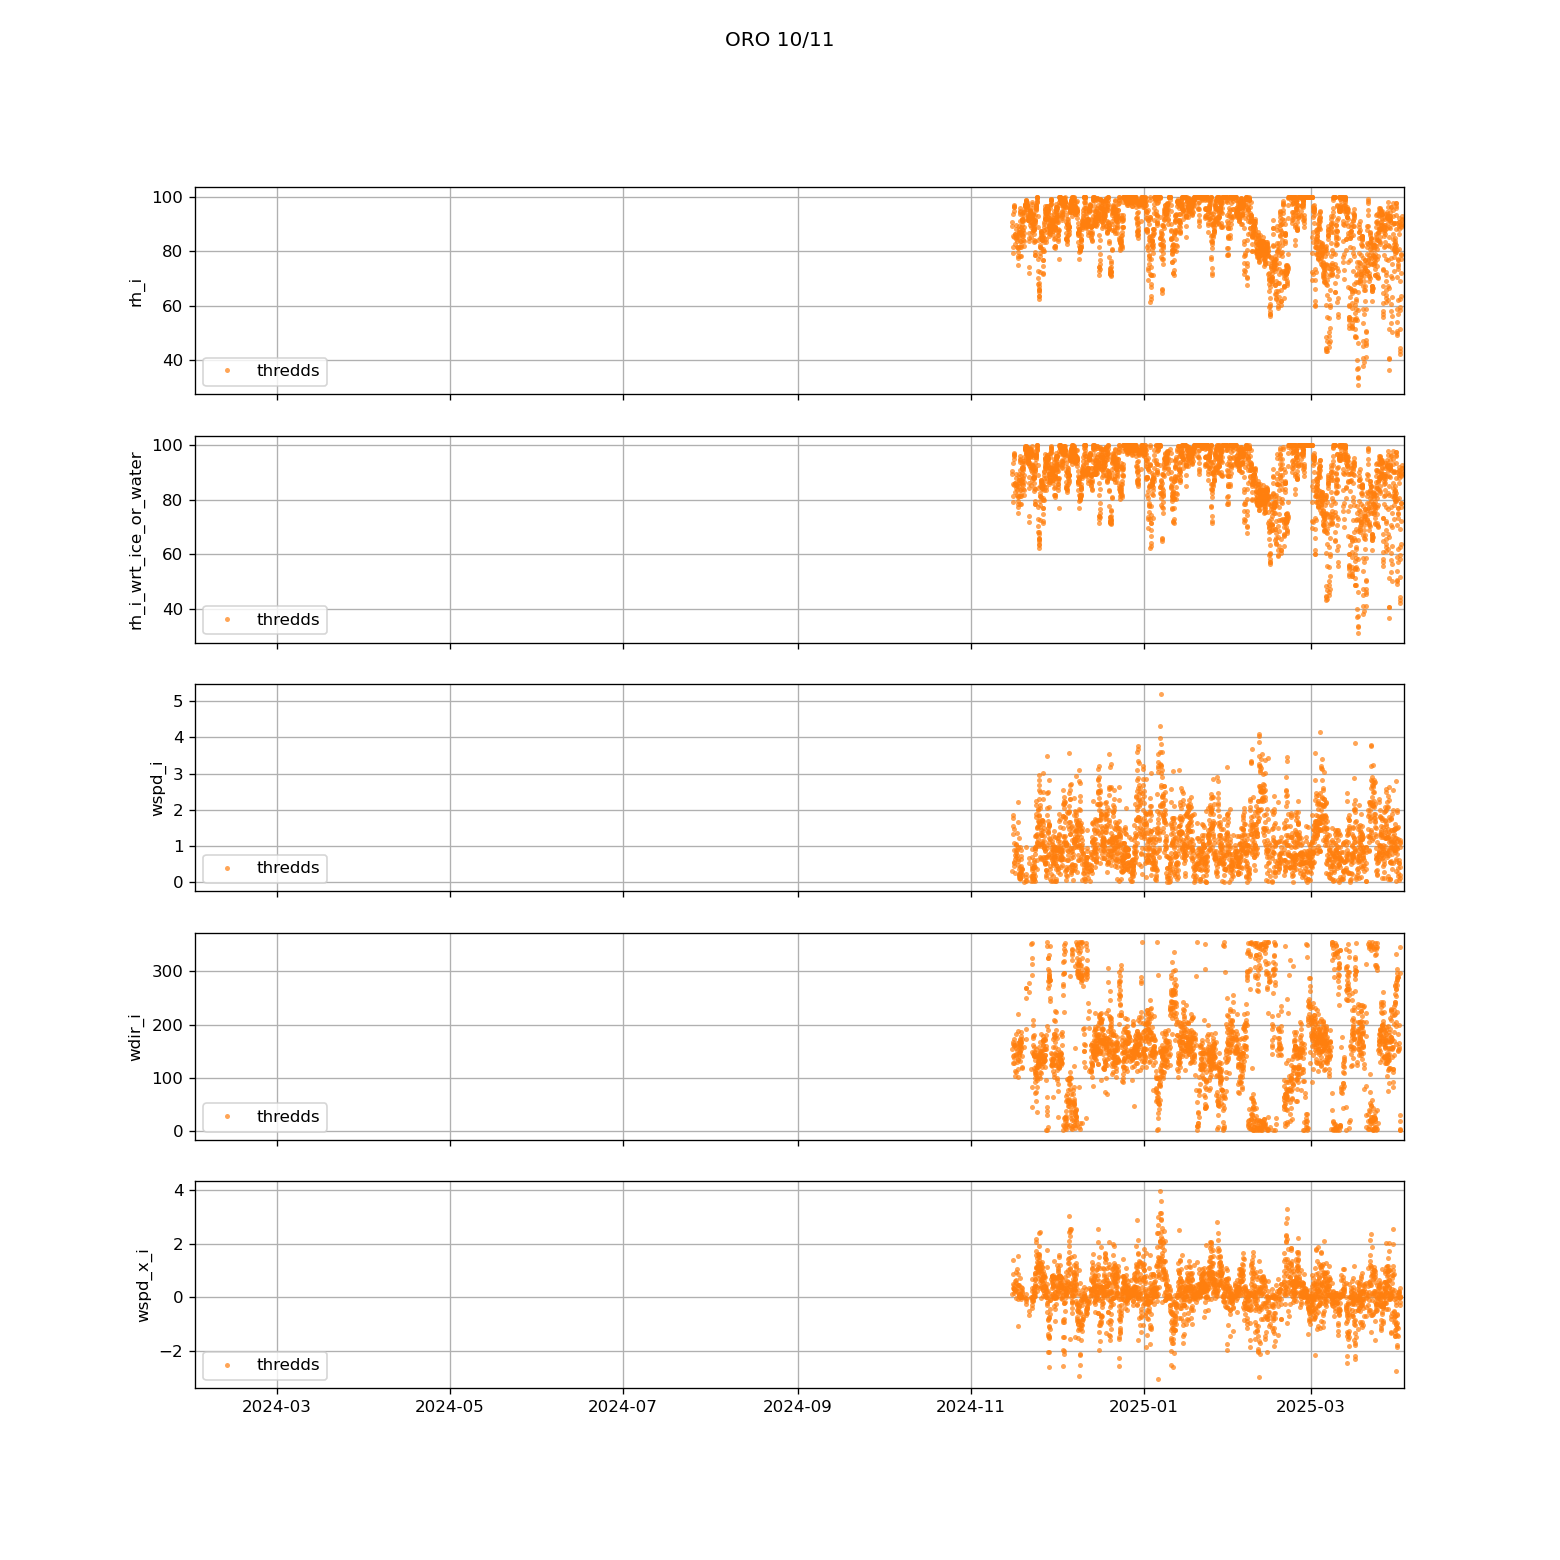 ORO 10/11
100
80
60
40
rh_i
thredds
100
80
60
40
rh_i_wrt_ice_or_water
thredds
5
4
3
2
1
0
wspd_i
thredds
300
200
100
0
wdir_i
thredds
4
2
0
−2
wspd_x_i
thredds
2024-03 2024-05 2024-07 2024-09 2024-11 2025-01 2025-03